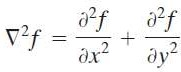 ∇²f = ∂²f/∂x² + ∂²f/∂y²